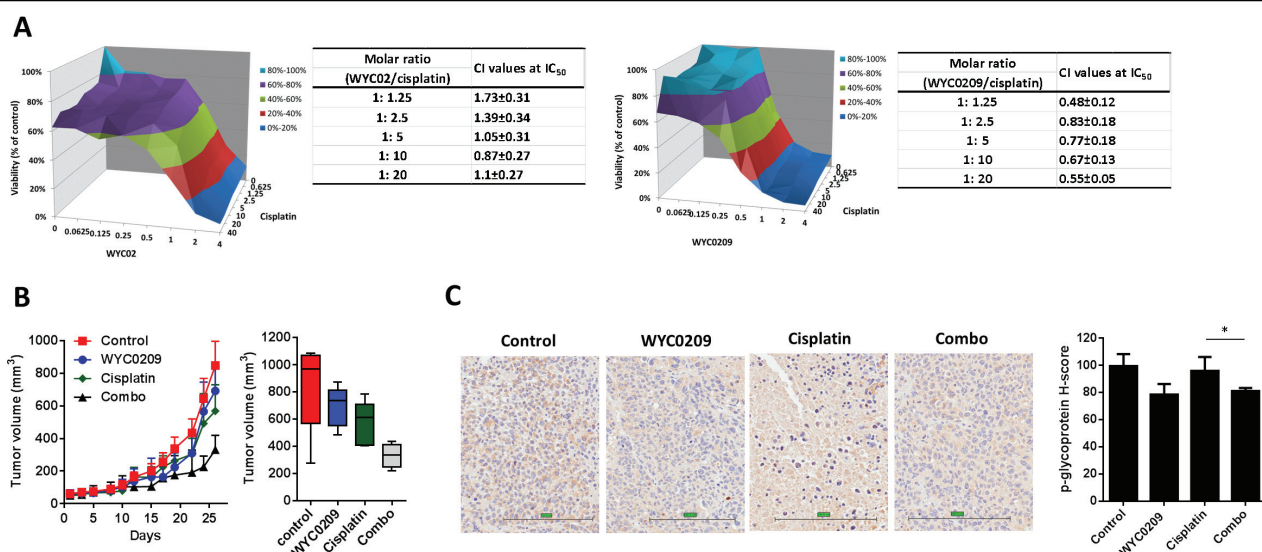 A
100%
80%
60%
40%
20%
0%
Viability (% of control)
0 0.0625 0.125 0.25 0.5 1 2 4
WYC02
0 0.625 1.25 2.5 5 10 20 40
Cisplatin
80%-100%
60%-80%
40%-60%
20%-40%
0%-20%
Molar ratio
(WYC02/cisplatin) CI values at IC50
1: 1.25 1.73±0.31
1: 2.5 1.39±0.34
1: 5 1.05±0.31
1: 10 0.87±0.27
1: 20 1.1±0.27
100%
80%
60%
40%
20%
0%
Viability (% of control)
0 0.0625 0.125 0.25 0.5 1 2 4
WYC0209
0 0.625 1.25 2.5 5 10 20 40
Cisplatin
80%-100%
60%-80%
40%-60%
20%-40%
0%-20%
Molar ratio
(WYC0209/cisplatin) CI values at IC50
1: 1.25 0.48±0.12
1: 2.5 0.83±0.18
1: 5 0.77±0.18
1: 10 0.67±0.13
1: 20 0.55±0.05
B
Tumor volume (mm3)
1000
800
600
400
200
0
0 5 10 15 20 25
Days
Control
WYC0209
Cisplatin
Combo
Tumor volume (mm3)
1200
1000
800
600
400
200
0
control
WYC0209
Cisplatin
Combo
C
Control WYC0209 Cisplatin Combo
p-glycoprotein H-score
120
100
80
60
40
20
0
*
Control
WYC0209
Cisplatin
Combo